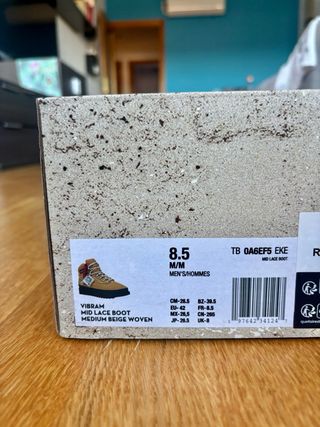 8.5
M/M
MEN'S/HOMMES
TB 0A6EF5 EKE
MID LACE BOOT
VIBRAM
MID LACE BOOT
MEDIUM BEIGE WOVEN
CM-26.5 BZ-39.5
EU-42 FR-8.5
MX-26,5 CN-265
JP-26.5 UK-8
R